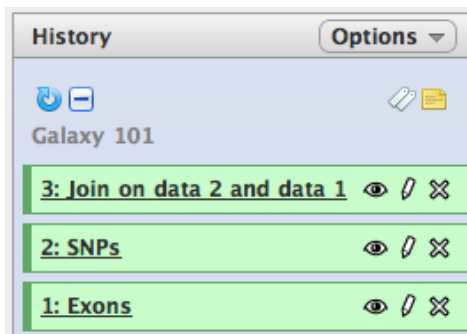 History Options
Galaxy 101
3: Join on data 2 and data 1
2: SNPs
1: Exons